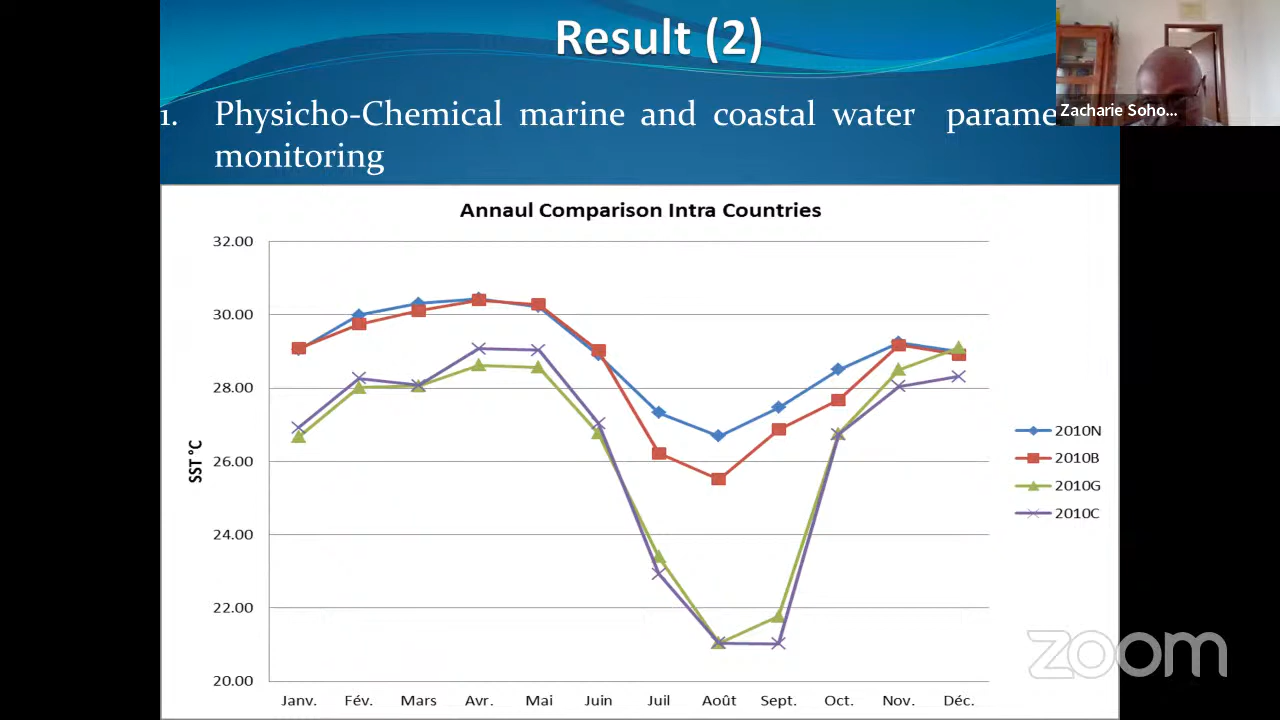 Result (2)
1. Physicho-Chemical marine and coastal water parame
monitoring
Zacharie Soho...
Annaul Comparison Intra Countries
32.00
30.00
28.00
26.00
24.00
22.00
20.00
SST °C
Janv. Fév. Mars Avr. Mai Juin Juil Août Sept. Oct. Nov. Déc.
2010N
2010B
2010G
2010C
zoom